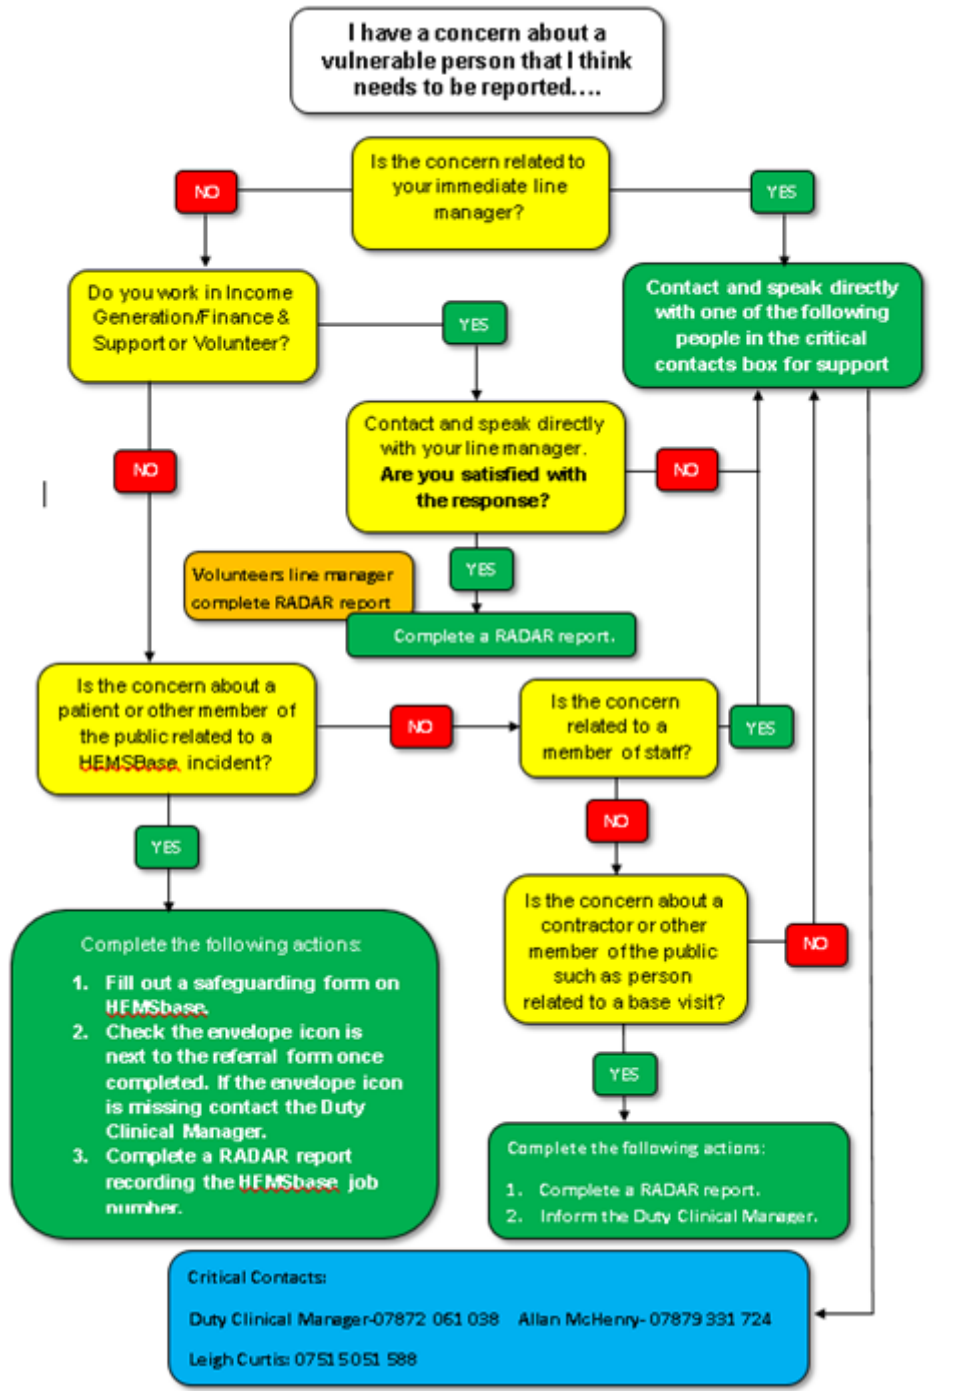 I have a concern about a
vulnerable person that I think
needs to be reported....
Is the concern related to
your immediate line
manager?
NO
YES
Do you work in Income
Generation/Finance &
Support or Volunteer?
YES
Contact and speak directly
with one of the following
people in the critical
contacts box for support
Contact and speak directly
with your line manager.
Are you satisfied with
the response?
NO
NO
YES
Volunteers line manager
complete RADAR report
Complete a RADAR report.
Is the concern about a
patient or other member of
the public related to a
HEMSBase incident?
NO
Is the concern
related to a
member of staff?
YES
NO
YES
Is the concern about a
contractor or other
member of the public
such as person
related to a base visit?
NO
YES
Complete the following actions:
1. Fill out a safeguarding form on
HEMSbase.
2. Check the envelope icon is
next to the referral form once
completed. If the envelope icon
is missing contact the Duty
Clinical Manager.
3. Complete a RADAR report
recording the HEMSbase job
number.
Complete the following actions:
1. Complete a RADAR report.
2. Inform the Duty Clinical Manager.
Critical Contacts:
Duty Clinical Manager-07872 061 038 Allan McHenry- 07879 331 724
Leigh Curtis: 07515 051 588